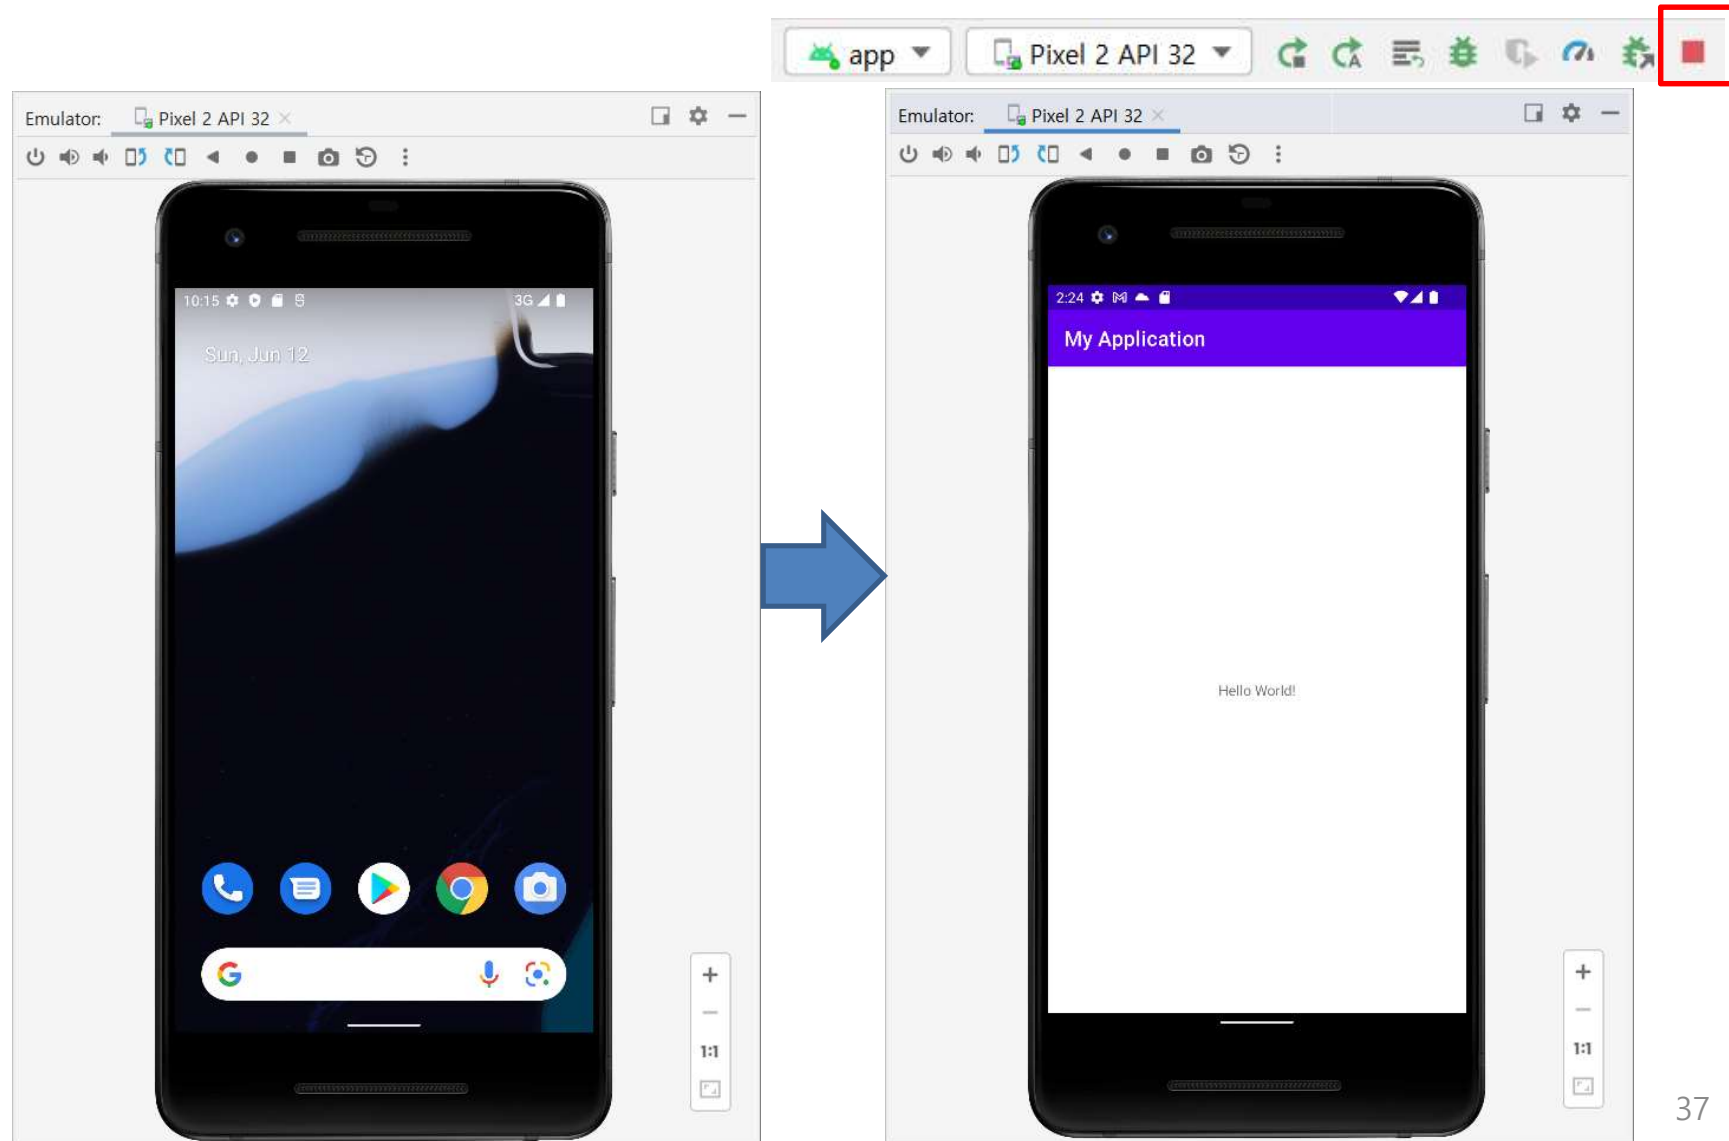 app
Pixel 2 API 32
Emulator:
Pixel 2 API 32
10:15
3G
Sun, Jun 12
1:1
Emulator:
Pixel 2 API 32
2:24
My Application
Hello World!
1:1
37